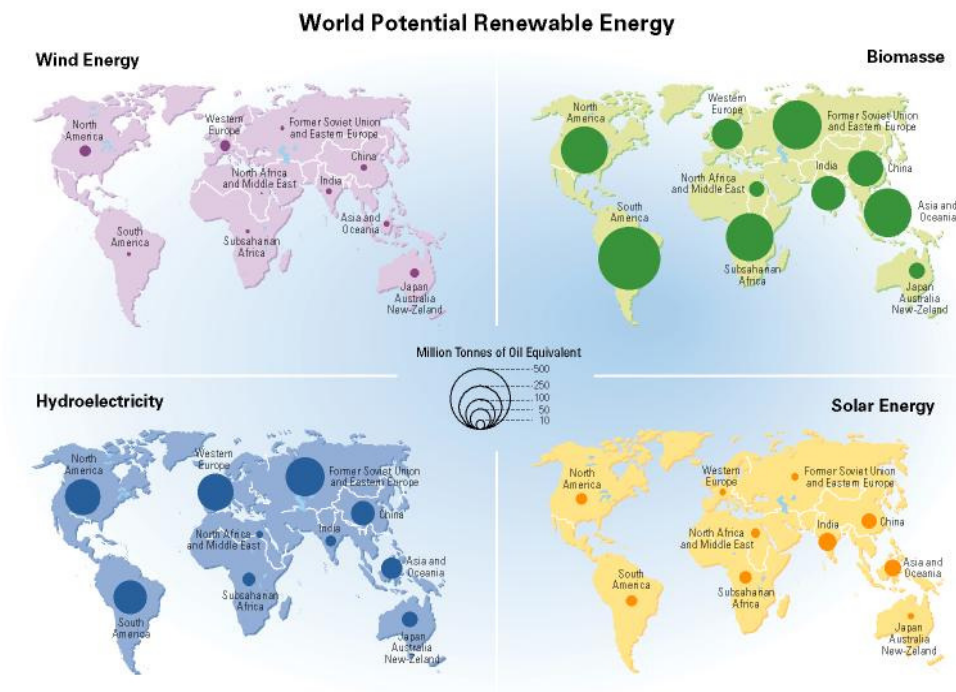 World Potential Renewable Energy
Wind Energy
North
America
Western
Europe
Former Soviet Union
and Eastern Europe
China
North Africa
and Middle East
India
Asia and
Oceania
South
America
Subsaharian
Africa
Japan
Australia
New-Zeland
Biomasse
North
America
Western
Europe
Former Soviet Union
and Eastern Europe
India
China
North Africa
and Middle East
South
America
Asia and
Oceania
Subsaharian
Africa
Japan
Australia
New-Zeland
Million Tonnes of Oil Equivalent
500
250
100
50
10
Hydroelectricity
North
America
Western
Europe
Former Soviet Union
and Eastern Europe
China
India
North Africa
and Middle East
Asia and
Oceania
Subsaharian
Africa
South
America
Japan
Australia
New-Zeland
Solar Energy
North
America
Western
Europe
Former Soviet Union
and Eastern Europe
India
China
North Africa
and Middle East
Asia and
Oceania
South
America
Subsaharian
Africa
Japan
Australia
New-Zeland